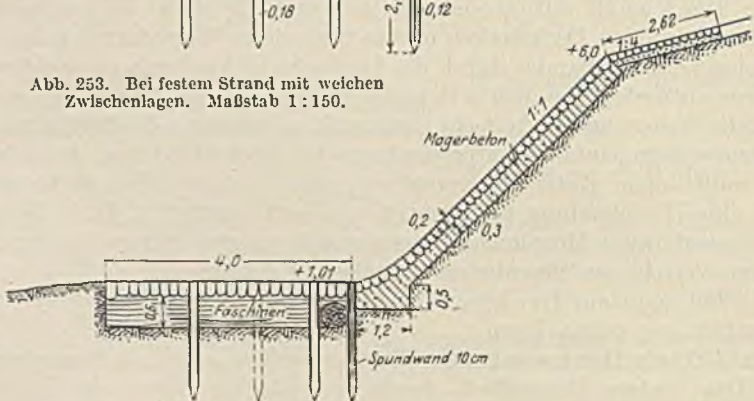 0,18
0,12
2,
Abb. 253. Bei festem Strand mit weichen
Zwischenlagen. Maßstab 1 : 150.
2,62
+6,0
1:4
1:1
Magerbeton
0,2
0,3
4,0
+1,01
0,6
Faschinen
0,5
1,2
Spundwand 10cm